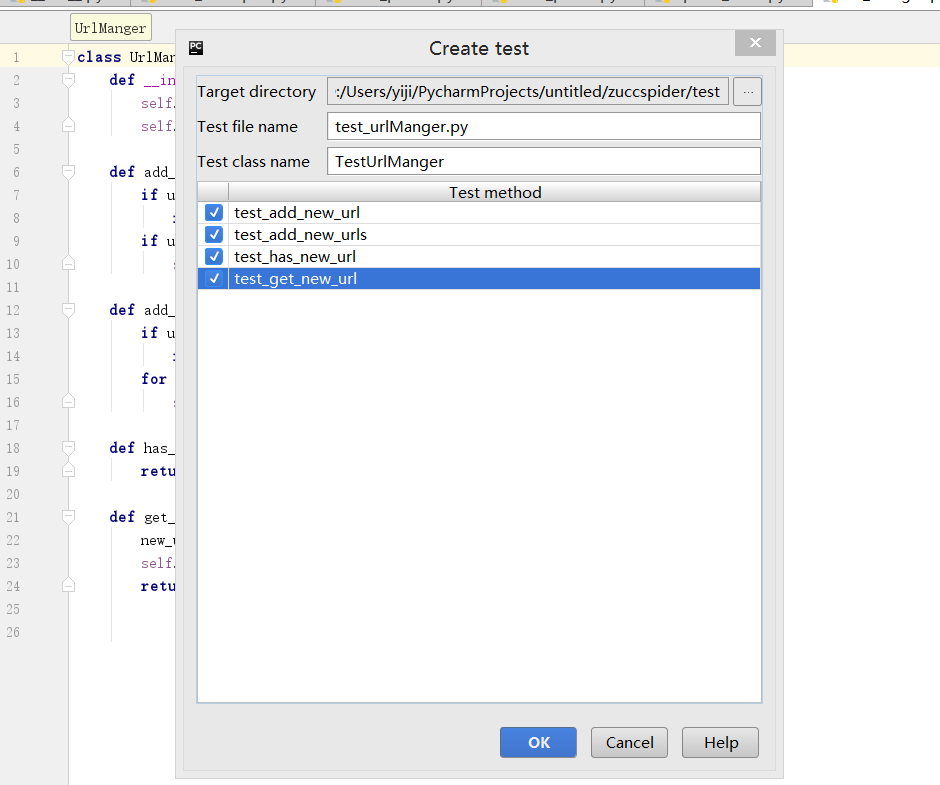 UrlManger
PC
Create test
Target directory :/Users/yiji/PycharmProjects/untitled/zuccspider/test ...
Test file name test_urlManger.py
Test class name TestUrlManger
Test method
test_add_new_url
test_add_new_urls
test_has_new_url
test_get_new_url
OK Cancel Help
1 class UrlMan
2 def __in
3 self.
4 self.
5
6 def add_
7 if u
8
9 if u
10
11
12 def add_
13 if u
14
15 for
16
17
18 def has_
19 retu
20
21 def get_
22 new_u
23 self.
24 retu
25
26